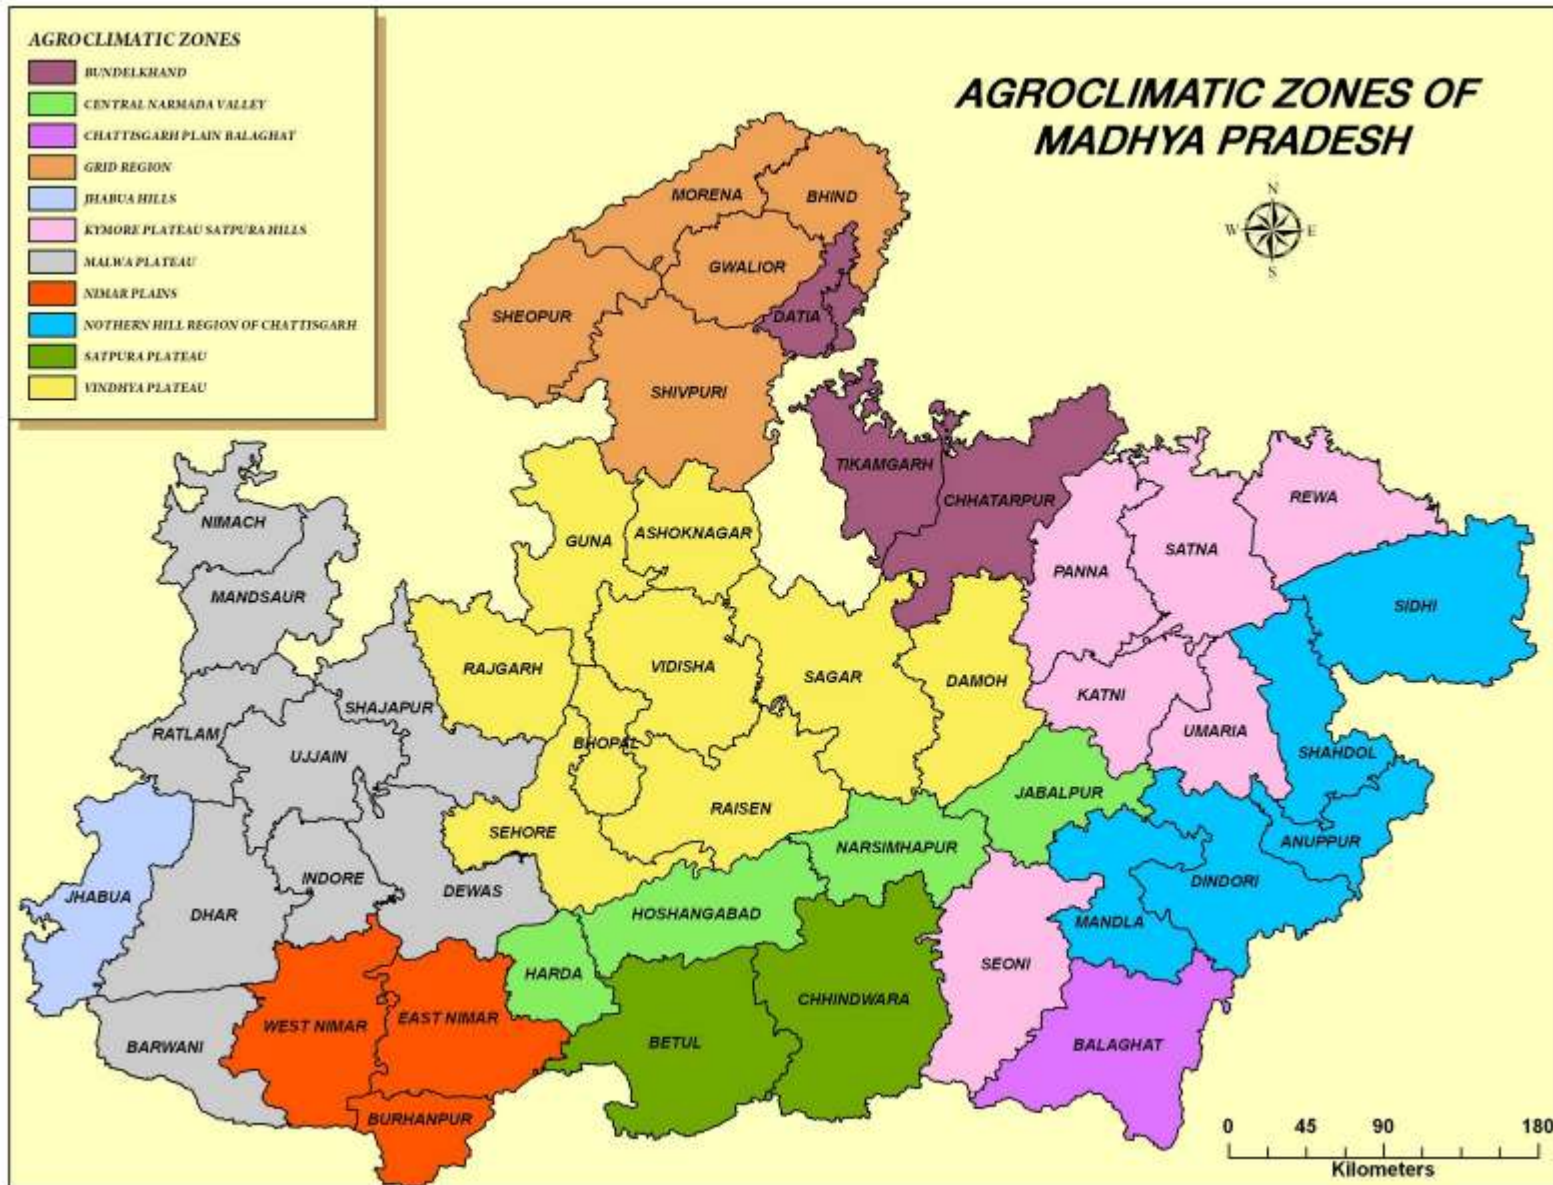 AGROCLIMATIC ZONES
BUNDELKHAND
CENTRAL NARMADA VALLEY
CHATTISGARH PLAIN BALAGHAT
GRID REGION
JHABUA HILLS
KYMORE PLATEAU SATPURA HILLS
MALWA PLATEAU
NIMAR PLAINS
NOTHERN HILL REGION OF CHATTISGARH
SATPURA PLATEAU
VINDHYA PLATEAU
AGROCLIMATIC ZONES OF
MADHYA PRADESH
N
W E
S
MORENA
BHIND
GWALIOR
SHEOPUR
DATIA
SHIVPURI
TIKAMGARH
CHHATARPUR
REWA
NIMACH
GUNA
ASHOKNAGAR
PANNA
SATNA
MANDSAUR
SIDHI
RAJGARH
VIDISHA
SAGAR
DAMOH
KATNI
SHAJAPUR
RATLAM
UJJAIN
BHOPAL
UMARIA
SHAHDOL
JABALPUR
RAISEN
SEHORE
NARSIMHAPUR
ANUPPUR
JHABUA
INDORE
DEWAS
DINDORI
DHAR
HOSHANGABAD
MANDLA
HARDA
SEONI
CHHINDWARA
WEST NIMAR
EAST NIMAR
BETUL
BARWANI
BALAGHAT
BURHANPUR
0 45 90 180
Kilometers